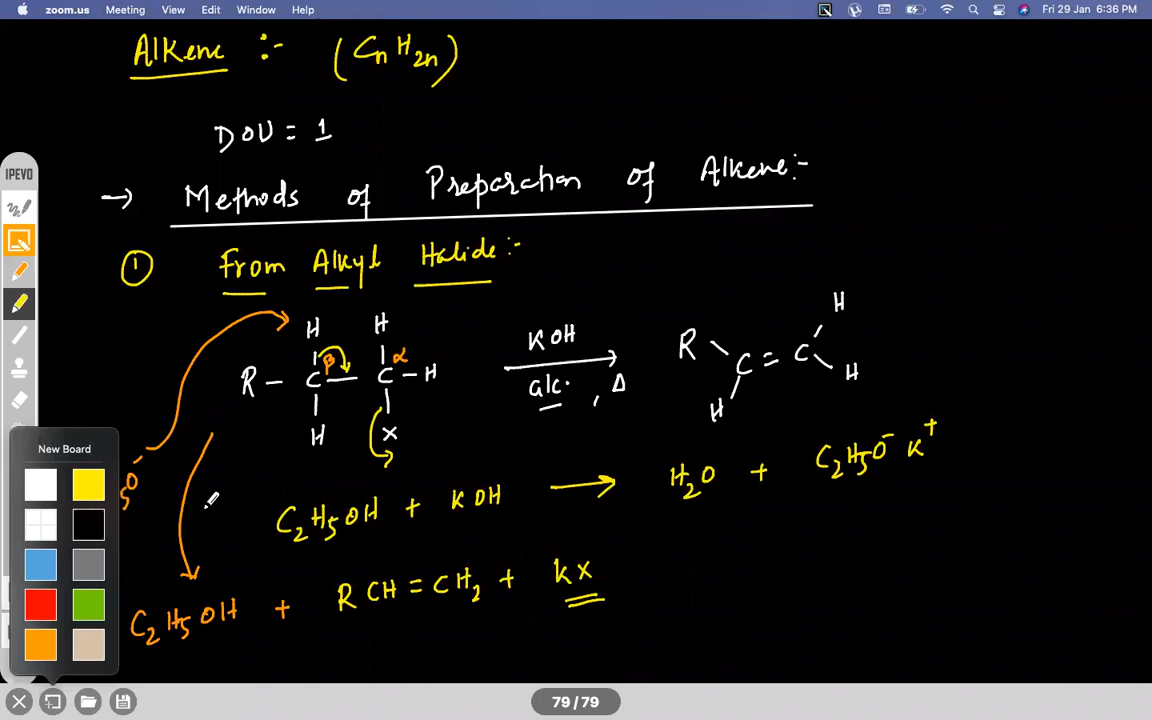 zoom.us Meeting View Edit Window Help Fri 29 Jan 6:36 PM
Alkene :- (CnH2n)
DOU = 1
→ Methods of Preparation of Alkene:-
① From Alkyl Halide:-
H H H
R - C - C - H β α KOH alc. , Δ R C = C
H X H H
5O⁻
C2H5OH + KOH → H2O + C2H5O⁻ K⁺
C2H5OH + RCH = CH2 + KX
IPEVO
New Board
79/79